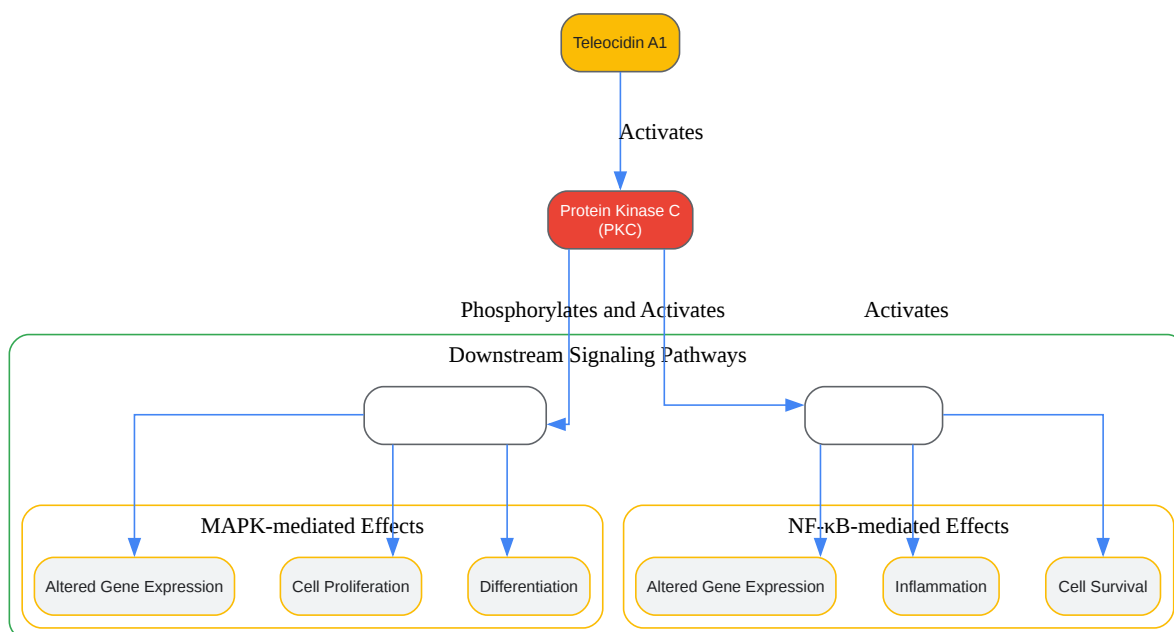 Teleocidin A1
Activates
Protein Kinase C
(PKC)
Phosphorylates and Activates
Activates
Downstream Signaling Pathways
MAPK-mediated Effects
NF-κB-mediated Effects
Altered Gene Expression
Cell Proliferation
Differentiation
Altered Gene Expression
Inflammation
Cell Survival